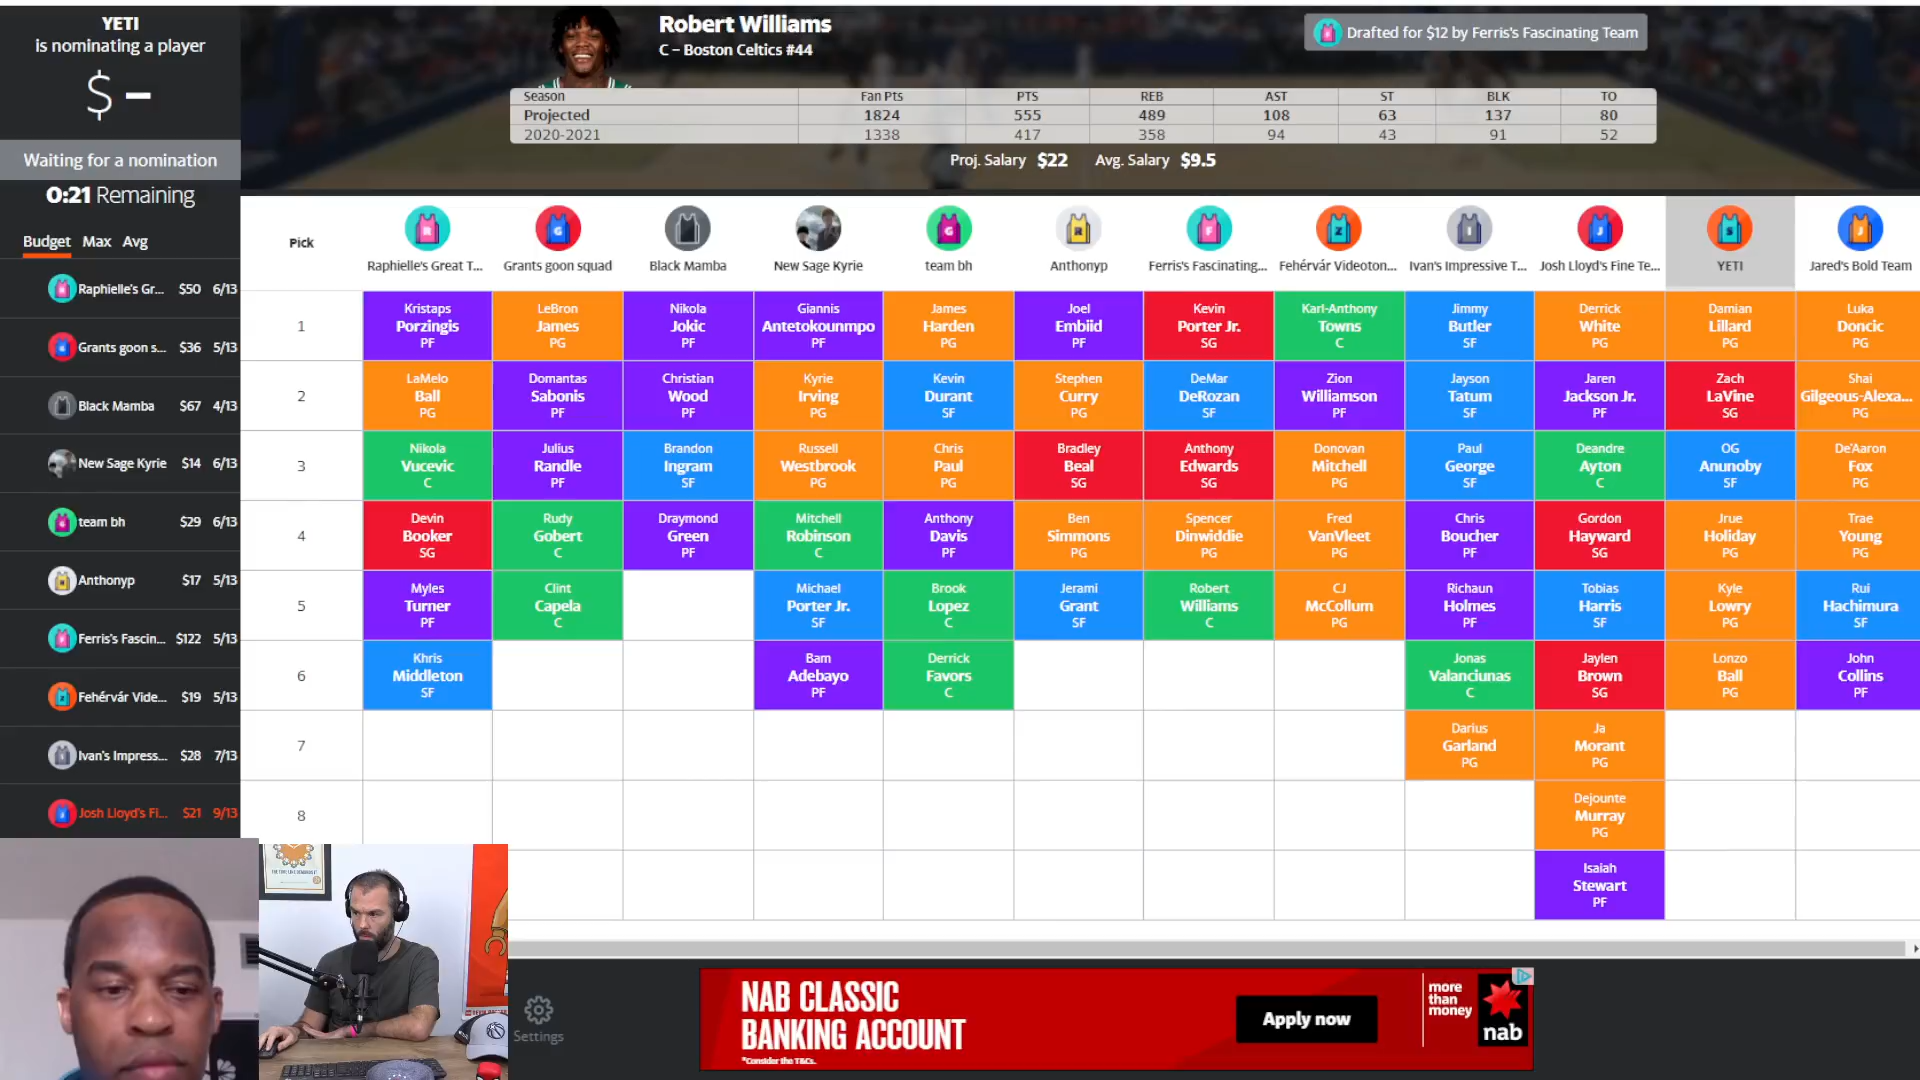 YETI
is nominating a player
$ –
Waiting for a nomination
0:21 Remaining
Budget Max Avg
Raphielle's Gr... $50 6/13
Grants goon s... $36 5/13
Black Mamba $67 4/13
New Sage Kyrie $14 6/13
team bh $29 6/13
Anthonyp $17 5/13
Ferris's Fascin... $122 5/13
Fehérvár Vide... $19 5/13
Ivan's Impress... $28 7/13
Josh Lloyd's Fi... $21 9/13
Robert Williams
C – Boston Celtics #44
Drafted for $12 by Ferris's Fascinating Team
Season Fan Pts PTS REB AST ST BLK TO
Projected 1824 555 489 108 63 137 80
2020-2021 1338 417 358 94 43 91 52
Proj. Salary $22 Avg. Salary $9.5
Pick Raphielle's Great T... Grants goon squad Black Mamba New Sage Kyrie team bh Anthonyp Ferris's Fascinating... Fehérvár Videoton... Ivan's Impressive T... Josh Lloyd's Fine Te... YETI Jared's Bold Team
Kristaps LeBron Nikola Giannis James Joel Kevin Karl-Anthony Jimmy Derrick Damian Luka
1 Porzingis James Jokic Antetokounmpo Harden Embiid Porter Jr. Towns Butler White Lillard Doncic
PF PG PF PF PG PF SG C SF PG PG PG
LaMelo Domantas Christian Kyrie Kevin Stephen DeMar Zion Jayson Jaren Zach Shai
2 Ball Sabonis Wood Irving Durant Curry DeRozan Williamson Tatum Jackson Jr. LaVine Gilgeous-Alexa...
PG PF PF PG SF PG SF PF SF PF SG PG
Nikola Julius Brandon Russell Chris Bradley Anthony Donovan Paul Deandre OG De'Aaron
3 Vucevic Randle Ingram Westbrook Paul Beal Edwards Mitchell George Ayton Anunoby Fox
C PF SF PG PG SG SG PG SF C SF PG
Devin Rudy Draymond Mitchell Anthony Ben Spencer Fred Chris Gordon Jrue Trae
4 Booker Gobert Green Robinson Davis Simmons Dinwiddie VanVleet Boucher Hayward Holiday Young
SG C PF C PF PG PG PG PF SG PG PG
Myles Clint Michael Brook Jerami Robert CJ Richaun Tobias Kyle Rui
5 Turner Capela Porter Jr. Lopez Grant Williams McCollum Holmes Harris Lowry Hachimura
PF C SF C SF C PG PF SF PG SF
Khris Bam Derrick Jonas Jaylen Lonzo John
6 Middleton Adebayo Favors Valanciunas Brown Ball Collins
SF PF C C SG PG PF
Darius Ja
7 Garland Morant
PG PG
Dejounte
8 Murray
PG
Isaiah
Stewart
PF
Settings
NAB CLASSIC
BANKING ACCOUNT
*Consider the T&Cs.
Apply now
more
than
money
nab